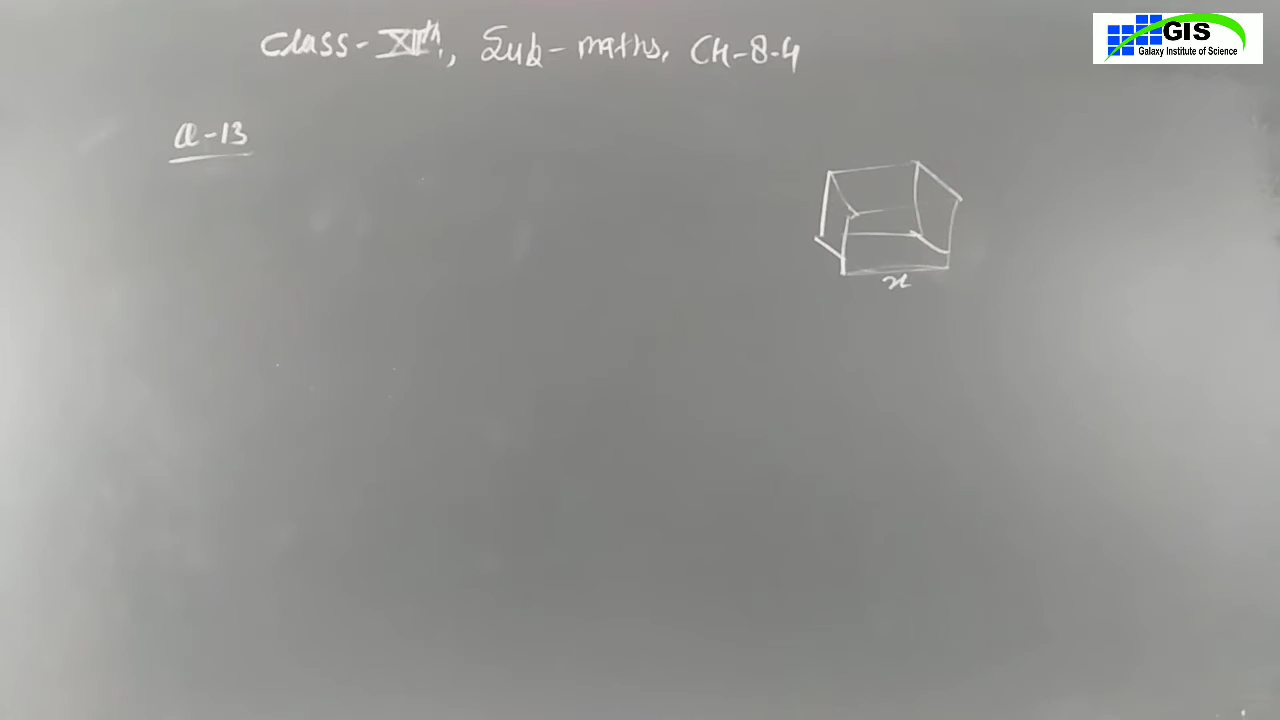 Class-XIIth, Sub-maths, CH-8.4
GIS
Galaxy Institute of Science
Q-13
x